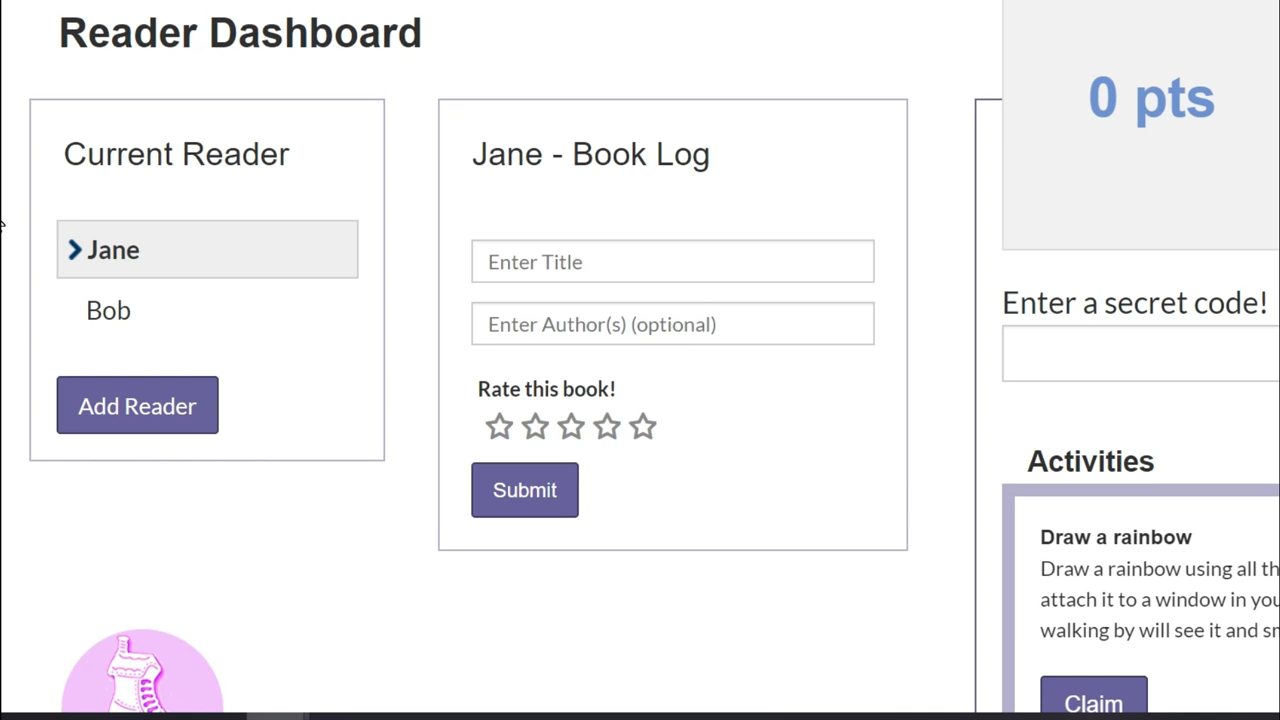 Reader Dashboard
Current Reader
Jane
Bob
Add Reader
Jane - Book Log
Enter Title
Enter Author(s) (optional)
Rate this book!
Submit
0 pts
Enter a secret code!
Activities
Draw a rainbow
Draw a rainbow using all th
attach it to a window in you
walking by will see it and sm
Claim